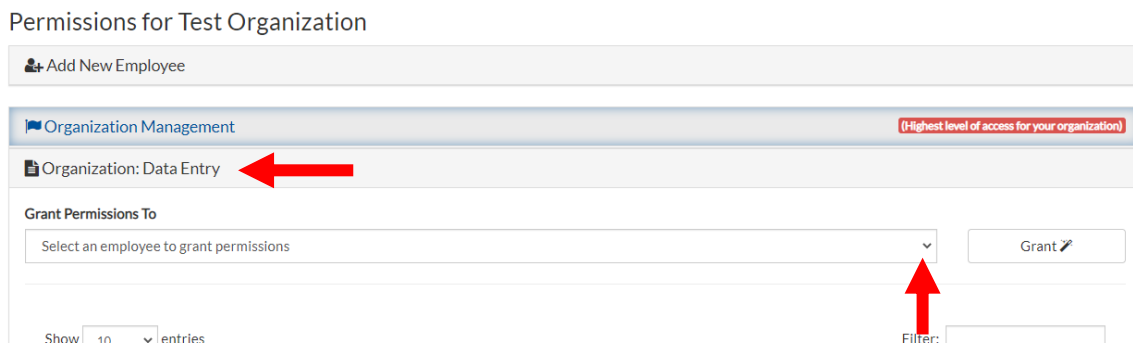 Permissions for Test Organization
Add New Employee
Organization Management (Highest level of access for your organization)
Organization: Data Entry
Grant Permissions To
Select an employee to grant permissions Grant
Show 10 entries Filter: